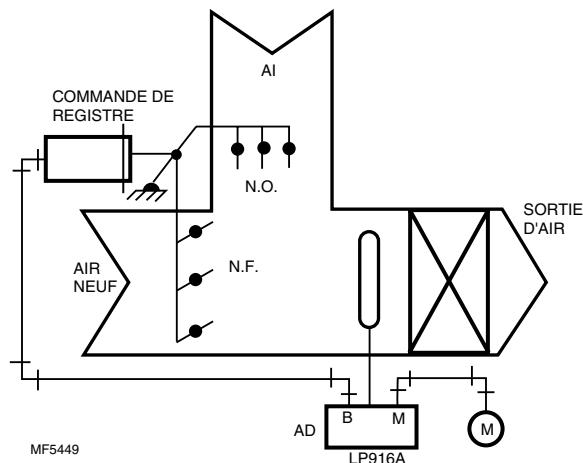 AI
COMMANDE DE
REGISTRE
N.O.
SORTIE
D'AIR
AIR
NEUF
N.F.
B
M
AD
M
LP916A
MF5449